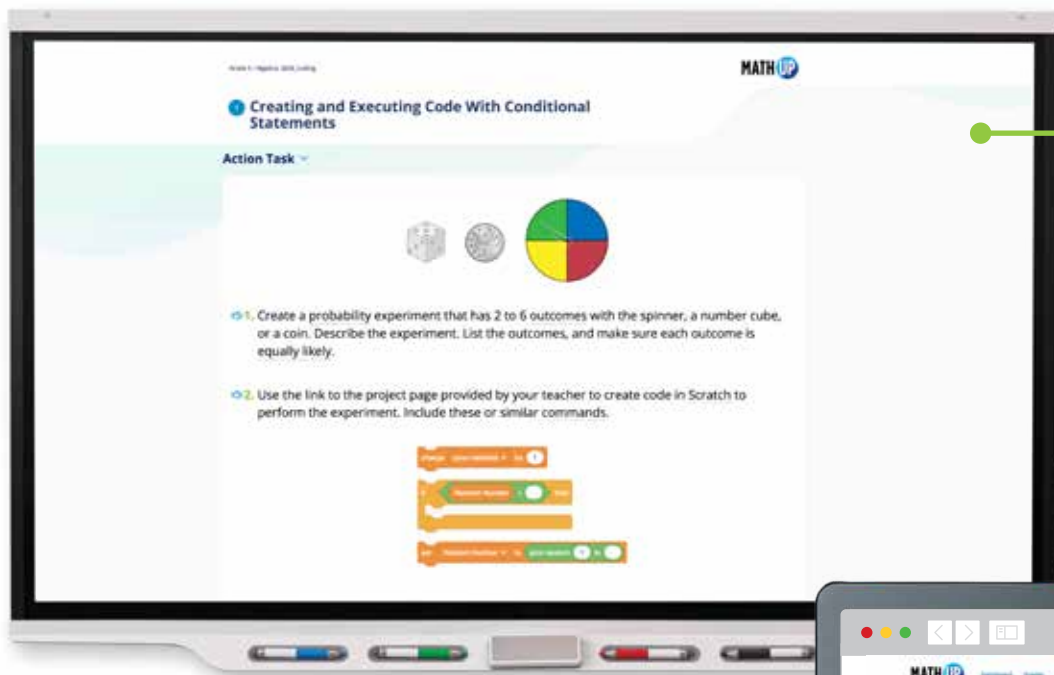 MATH UP
Creating and Executing Code With Conditional
Statements
Action Task
1. Create a probability experiment that has 2 to 6 outcomes with the spinner, a number cube,
or a coin. Describe the experiment. List the outcomes, and make sure each outcome is
equally likely.
2. Use the link to the project page provided by your teacher to create code in Scratch to
perform the experiment. Include these or similar commands.
MATH UP